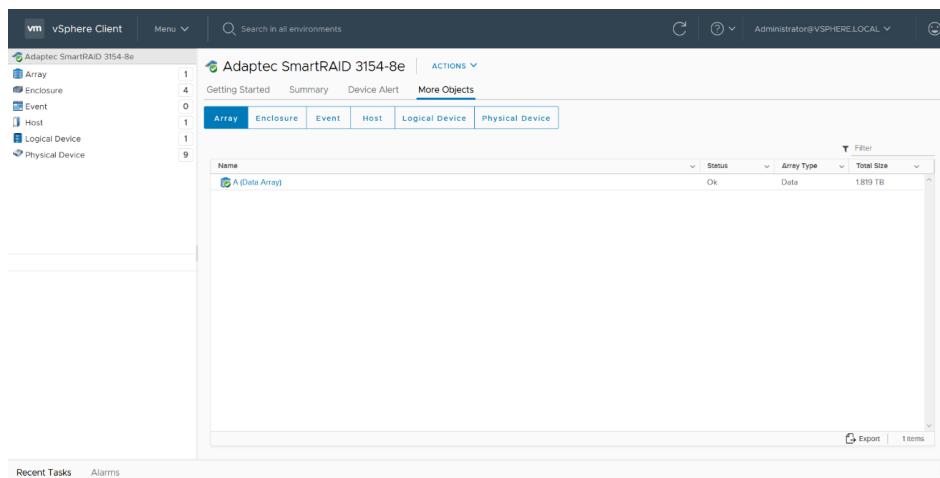 vm vSphere Client Menu Search in all environments Administrator@VSPHERE.LOCAL
Adaptec SmartRAID 3154-8e
Array 1
Enclosure 4
Event 0
Host 1
Logical Device 1
Physical Device 9
Adaptec SmartRAID 3154-8e ACTIONS
Getting Started Summary Device Alert More Objects
Array Enclosure Event Host Logical Device Physical Device
Filter
Name Status Array Type Total Size
A (Data Array) Ok Data 1.819 TB
Export 1 items
Recent Tasks Alarms